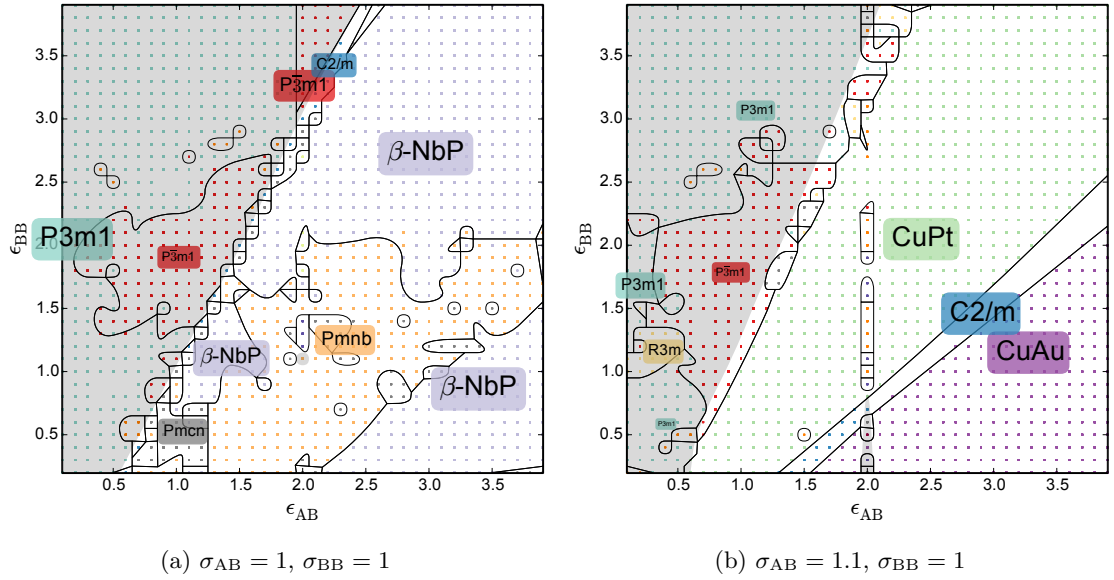 3.5
3.0
2.5
2.0
1.5
1.0
0.5
ϵBB
C2/m
P3̅m1
β-NbP
P3m1
P3̅m1
Pmnb
β-NbP
β-NbP
Pmcn
0.5 1.0 1.5 2.0 2.5 3.0 3.5
ϵAB
(a) σAB = 1, σBB = 1
3.5
3.0
2.5
2.0
1.5
1.0
0.5
ϵBB
P3m1
CuPt
P3̅m1
P3m1
C2/m
R3m
CuAu
P3m1
0.5 1.0 1.5 2.0 2.5 3.0 3.5
ϵAB
(b) σAB = 1.1, σBB = 1